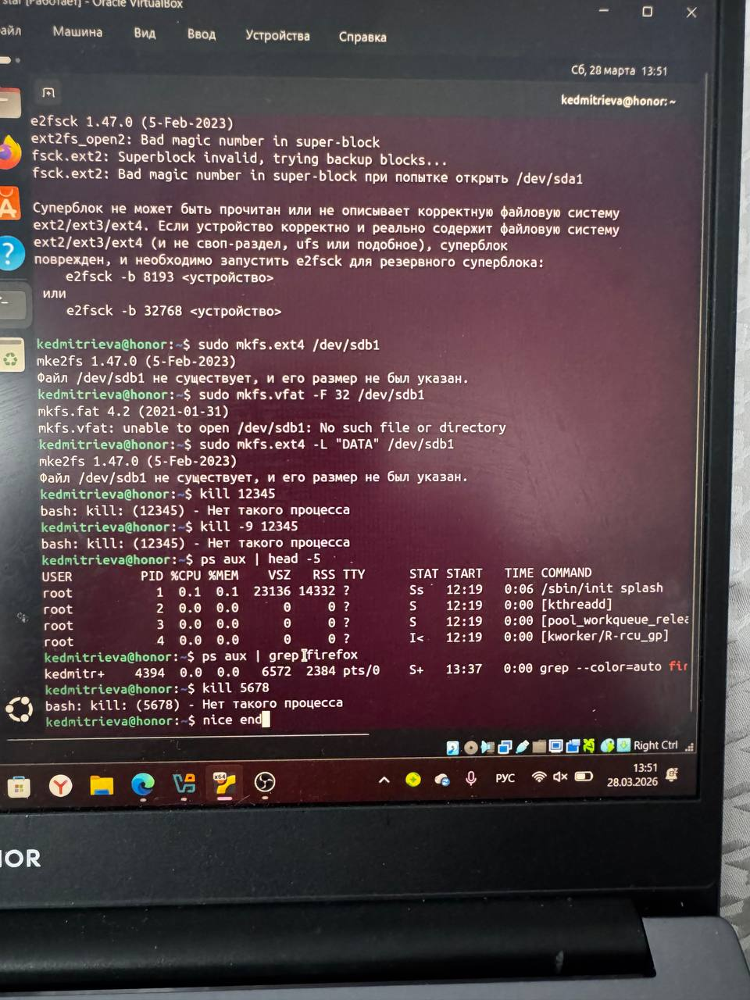 star [Работает] - Oracle VirtualBox
айл Машина Вид Ввод Устройства Справка
Сб, 28 марта 13:51
kedmitrieva@honor: ~
e2fsck 1.47.0 (5-Feb-2023)
ext2fs_open2: Bad magic number in super-block
fsck.ext2: Superblock invalid, trying backup blocks...
fsck.ext2: Bad magic number in super-block при попытке открыть /dev/sda1
Суперблок не может быть прочитан или не описывает корректную файловую систему
ext2/ext3/ext4. Если устройство корректно и реально содержит файловую систему
ext2/ext3/ext4 (и не своп-раздел, ufs или подобное), суперблок
поврежден, и необходимо запустить e2fsck для резервного суперблока:
e2fsck -b 8193 <устройство>
или
e2fsck -b 32768 <устройство>
kedmitrieva@honor:~$ sudo mkfs.ext4 /dev/sdb1
mke2fs 1.47.0 (5-Feb-2023)
Файл /dev/sdb1 не существует, и его размер не был указан.
kedmitrieva@honor:~$ sudo mkfs.vfat -F 32 /dev/sdb1
mkfs.fat 4.2 (2021-01-31)
mkfs.vfat: unable to open /dev/sdb1: No such file or directory
kedmitrieva@honor:~$ sudo mkfs.ext4 -L "DATA" /dev/sdb1
mke2fs 1.47.0 (5-Feb-2023)
Файл /dev/sdb1 не существует, и его размер не был указан.
kedmitrieva@honor:~$ kill 12345
bash: kill: (12345) - Нет такого процесса
kedmitrieva@honor:~$ kill -9 12345
bash: kill: (12345) - Нет такого процесса
kedmitrieva@honor:~$ ps aux | head -5
USER PID %CPU %MEM VSZ RSS TTY STAT START TIME COMMAND
root 1 0.1 0.1 23136 14332 ? Ss 12:19 0:06 /sbin/init splash
root 2 0.0 0.0 0 0 ? S 12:19 0:00 [kthreadd]
root 3 0.0 0.0 0 0 ? S 12:19 0:00 [pool_workqueue_relea
root 4 0.0 0.0 0 0 ? I< 12:19 0:00 [kworker/R-rcu_gp]
kedmitrieva@honor:~$ ps aux | grep firefox
kedmitr+ 4394 0.0 0.0 6572 2384 pts/0 S+ 13:37 0:00 grep --color=auto fir
kedmitrieva@honor:~$ kill 5678
bash: kill: (5678) - Нет такого процесса
kedmitrieva@honor:~$ nice end
Right Ctrl
x64
РУС
13:51
28.03.2026
NOR